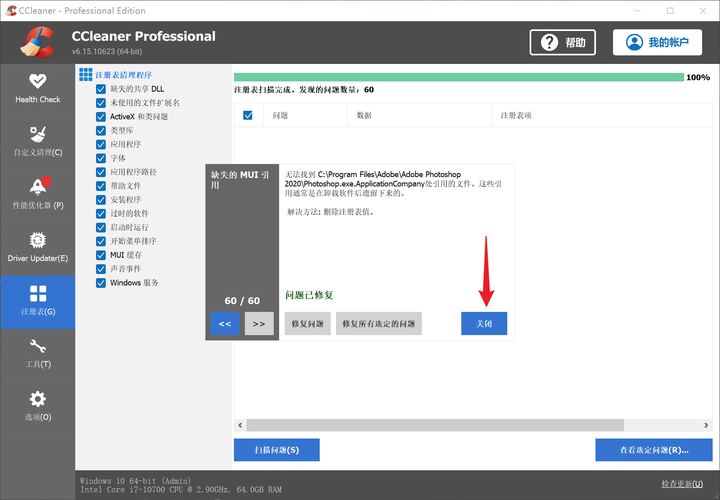 CCleaner - Professional Edition
CCleaner Professional
v6.15.10623 (64-bit)
帮助
我的帐户
Health Check
自定义清理(C)
性能优化器 (P)
Driver Updater(E)
注册表(G)
工具(T)
选项(O)
注册表清理程序
缺失的共享 DLL
未使用的文件扩展名
ActiveX 和类问题
类型库
应用程序
字体
应用程序路径
帮助文件
安装程序
过时的软件
启动时运行
开始菜单排序
MUI 缓存
声音事件
Windows 服务
100%
注册表扫描完成。发现的问题数量：60
问题
数据
注册表项
缺失的 MUI 引
用
60 / 60
<<
>>
无法找到 C:\Program Files\Adobe\Adobe Photoshop
2020\Photoshop.exe.ApplicationCompany处引用的文件。这些引
用通常是在卸载软件后遗留下来的。
解决方法: 删除注册表值。
问题已修复
修复问题
修复所有选定的问题
关闭
扫描问题(S)
查看选定问题(R)...
Windows 10 64-bit (Admin)
Intel Core i7-10700 CPU @ 2.90GHz, 64.0GB RAM
检查更新(U)